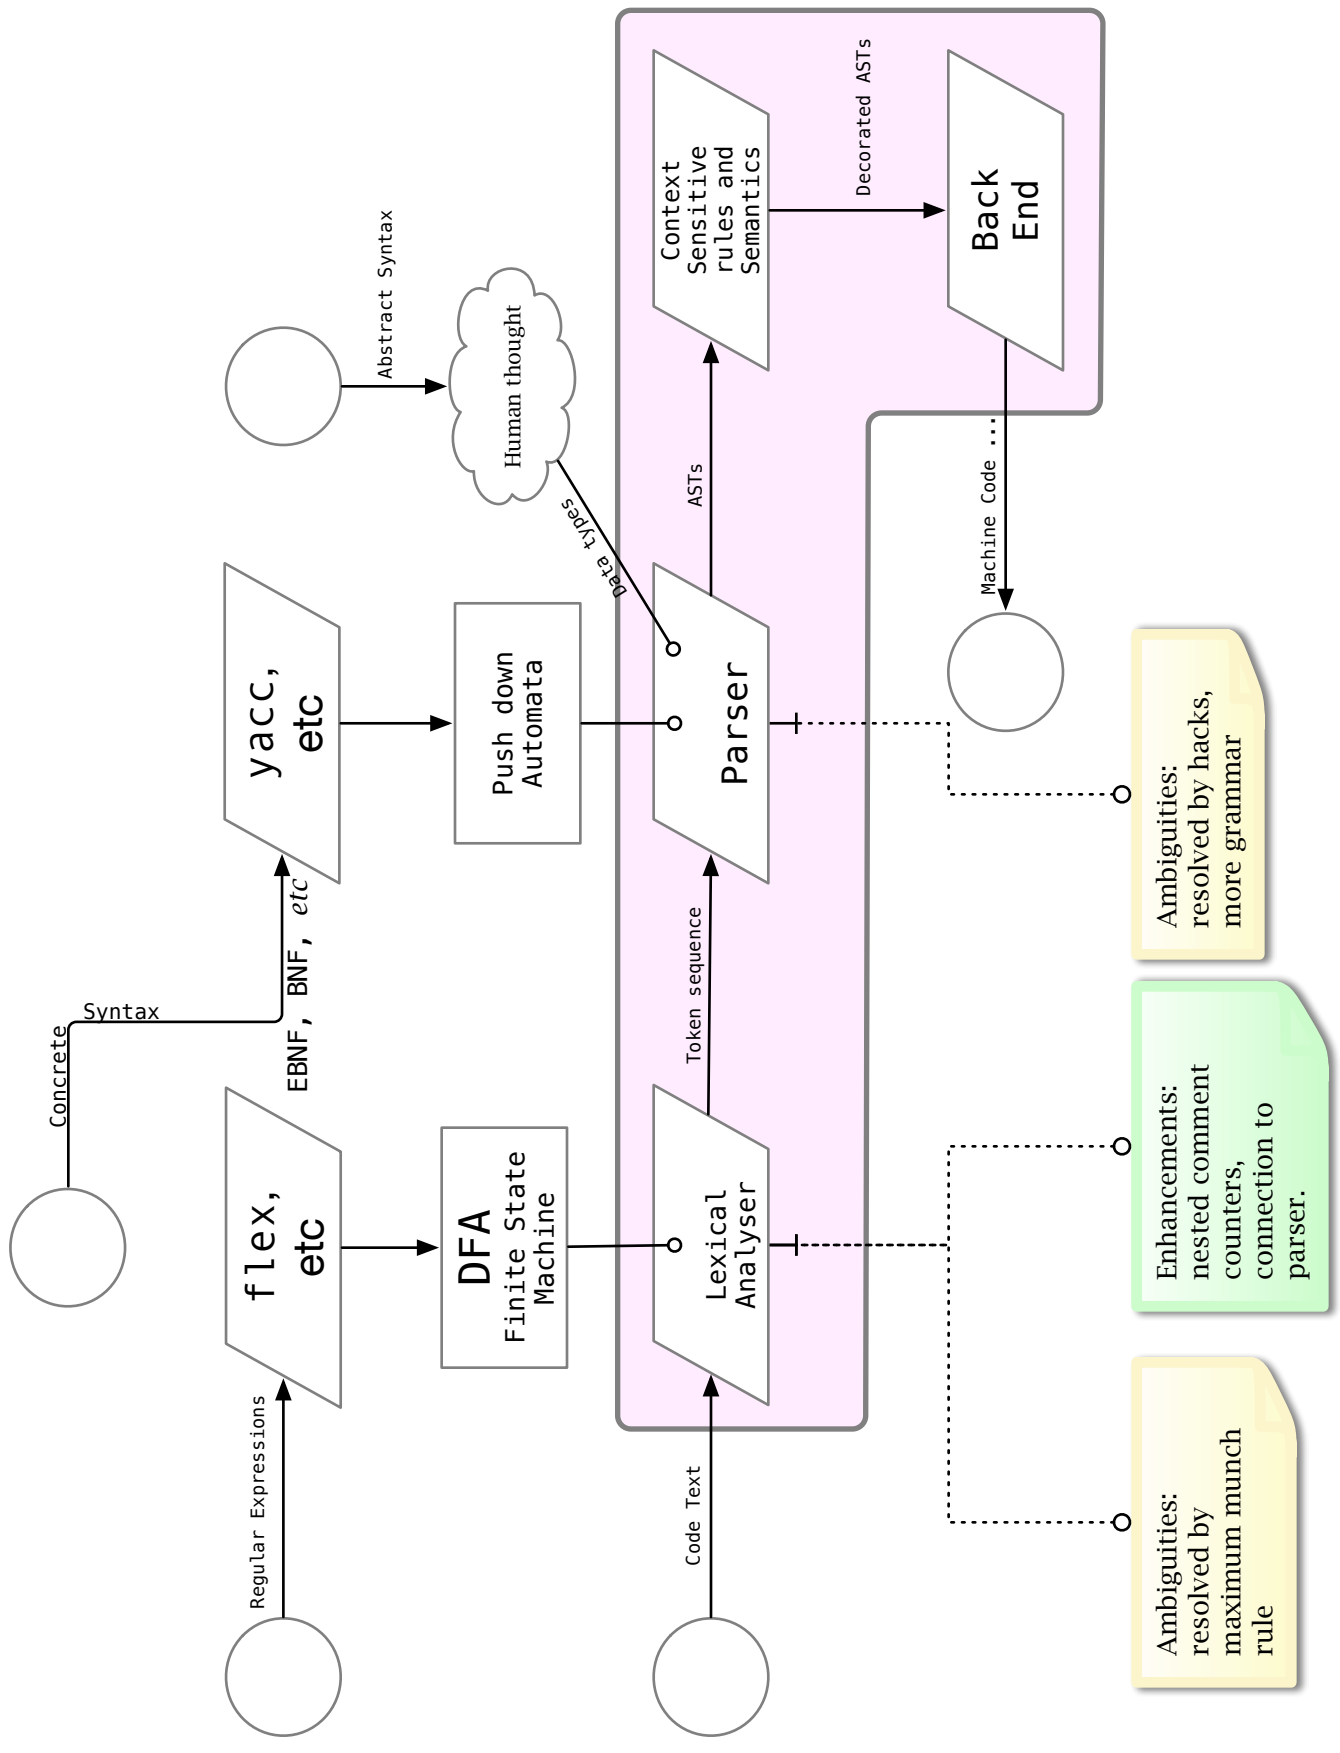 Concrete
Syntax
Regular Expressions
flex,
etc
EBNF, BNF, etc
yacc,
etc
Abstract Syntax
DFA
Finite State
Machine
Push down
Automata
Human thought
Data types
Code Text
Lexical
Analyser
Token sequence
Parser
ASTs
Context
Sensitive
rules and
Semantics
Decorated ASTs
Back
End
Machine Code ...
Ambiguities:
resolved by
maximum munch
rule
Enhancements:
nested comment
counters,
connection to
parser.
Ambiguities:
resolved by hacks,
more grammar